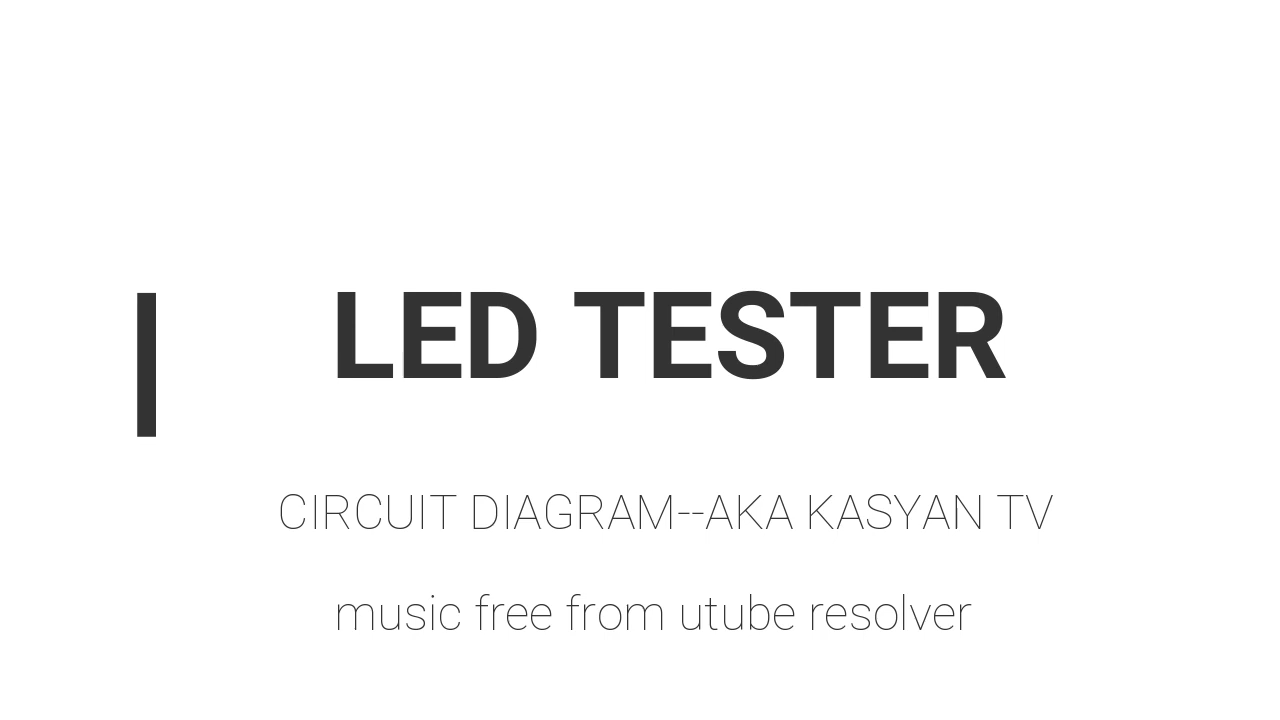 LED TESTER
CIRCUIT DIAGRAM--AKA KASYAN TV
music free from utube resolver